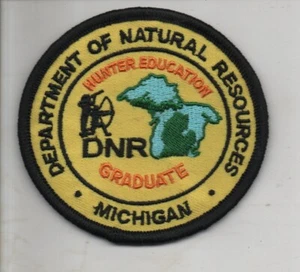 DEPARTMENT OF NATURAL RESOURCES
HUNTER EDUCATION
DNR
GRADUATE
• MICHIGAN •